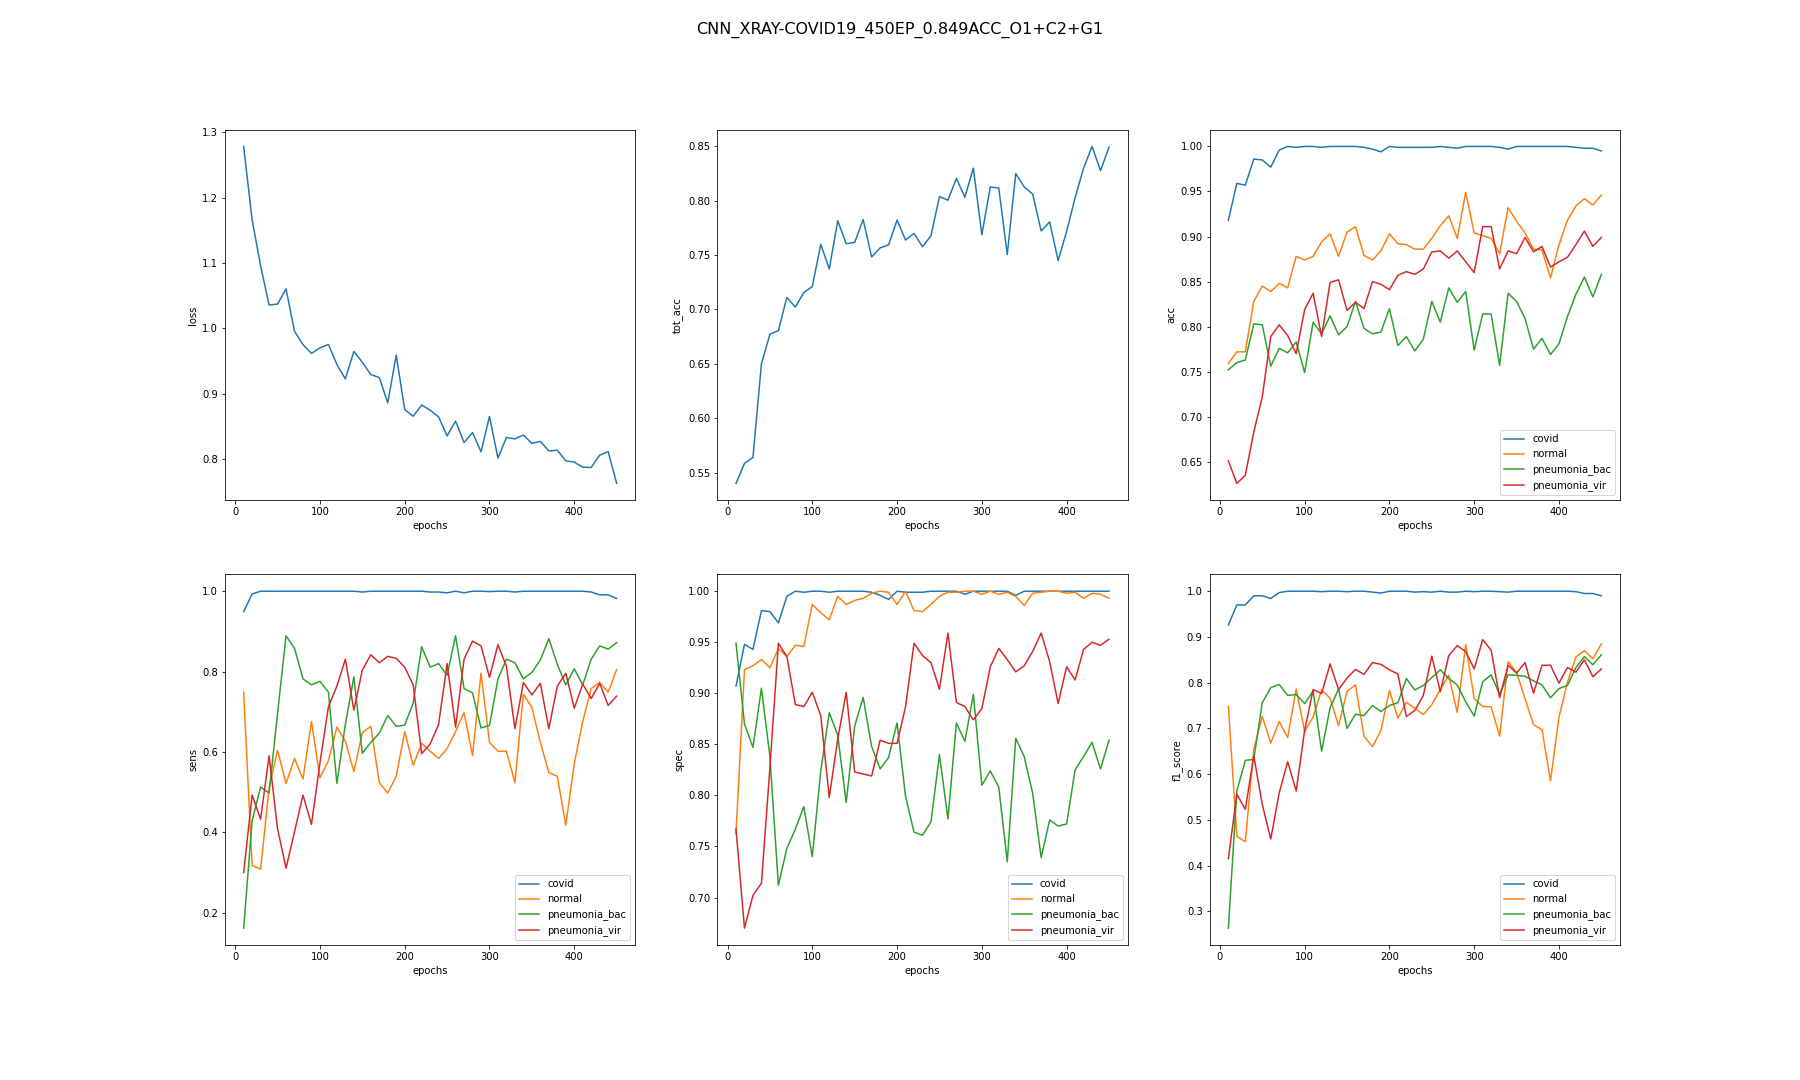 CNN_XRAY-COVID19_450EP_0.849ACC_O1+C2+G1
1.3
1.2
1.1
1.0
0.9
0.8
loss
0 100 200 300 400
epochs
0.85
0.80
0.75
0.70
0.65
0.60
0.55
tot_acc
0 100 200 300 400
epochs
1.00
0.95
0.90
0.85
0.80
0.75
0.70
0.65
acc
covid
normal
pneumonia_bac
pneumonia_vir
0 100 200 300 400
epochs
1.0
0.8
0.6
0.4
0.2
sens
covid
normal
pneumonia_bac
pneumonia_vir
0 100 200 300 400
epochs
1.00
0.95
0.90
0.85
0.80
0.75
0.70
spec
covid
normal
pneumonia_bac
pneumonia_vir
0 100 200 300 400
epochs
1.0
0.9
0.8
0.7
0.6
0.5
0.4
0.3
f1_score
covid
normal
pneumonia_bac
pneumonia_vir
0 100 200 300 400
epochs